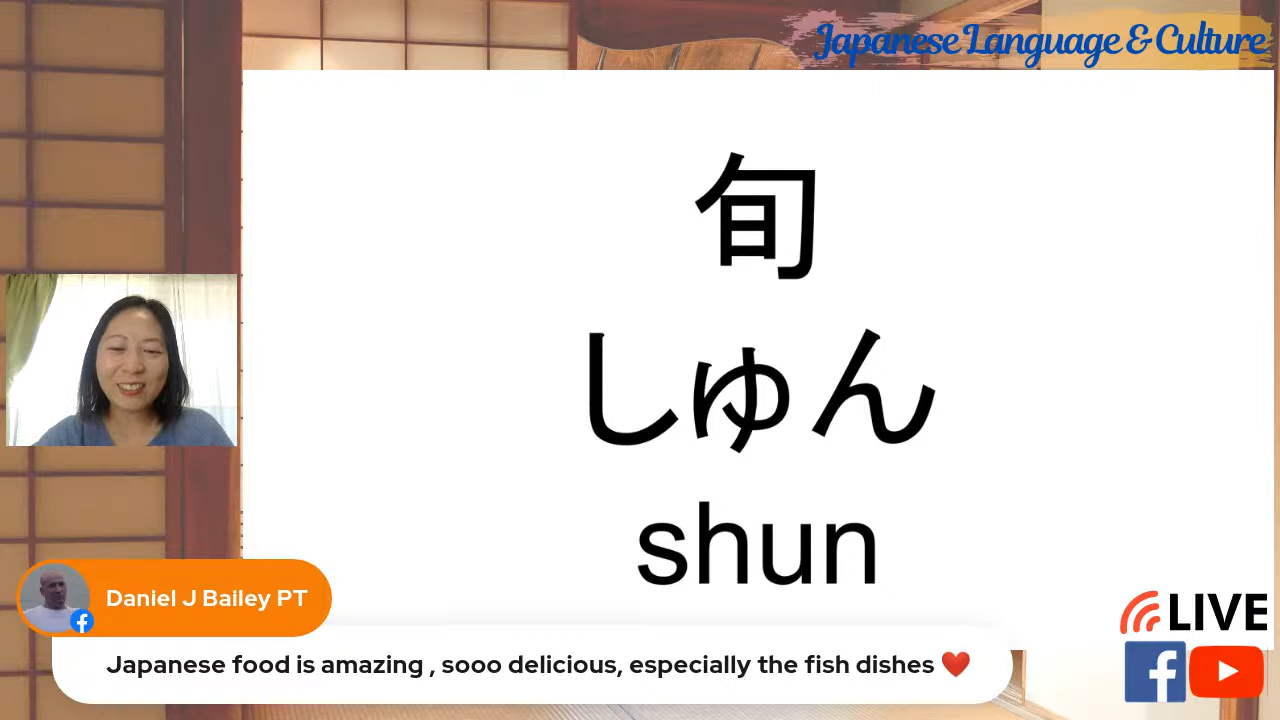 Japanese Language & Culture
旬
しゅん
shun
Daniel J Bailey PT
Japanese food is amazing , sooo delicious, especially the fish dishes ❤️
LIVE